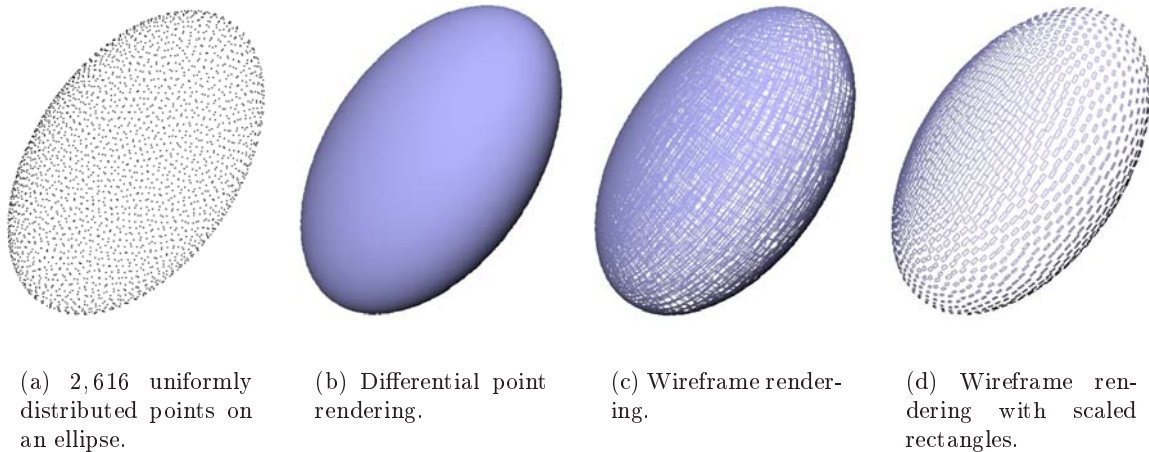 (a) 2,616 uniformly
distributed points on
an ellipse.
(b) Differential point
rendering.
(c) Wireframe render-
ing.
(d) Wireframe ren-
dering with scaled
rectangles.